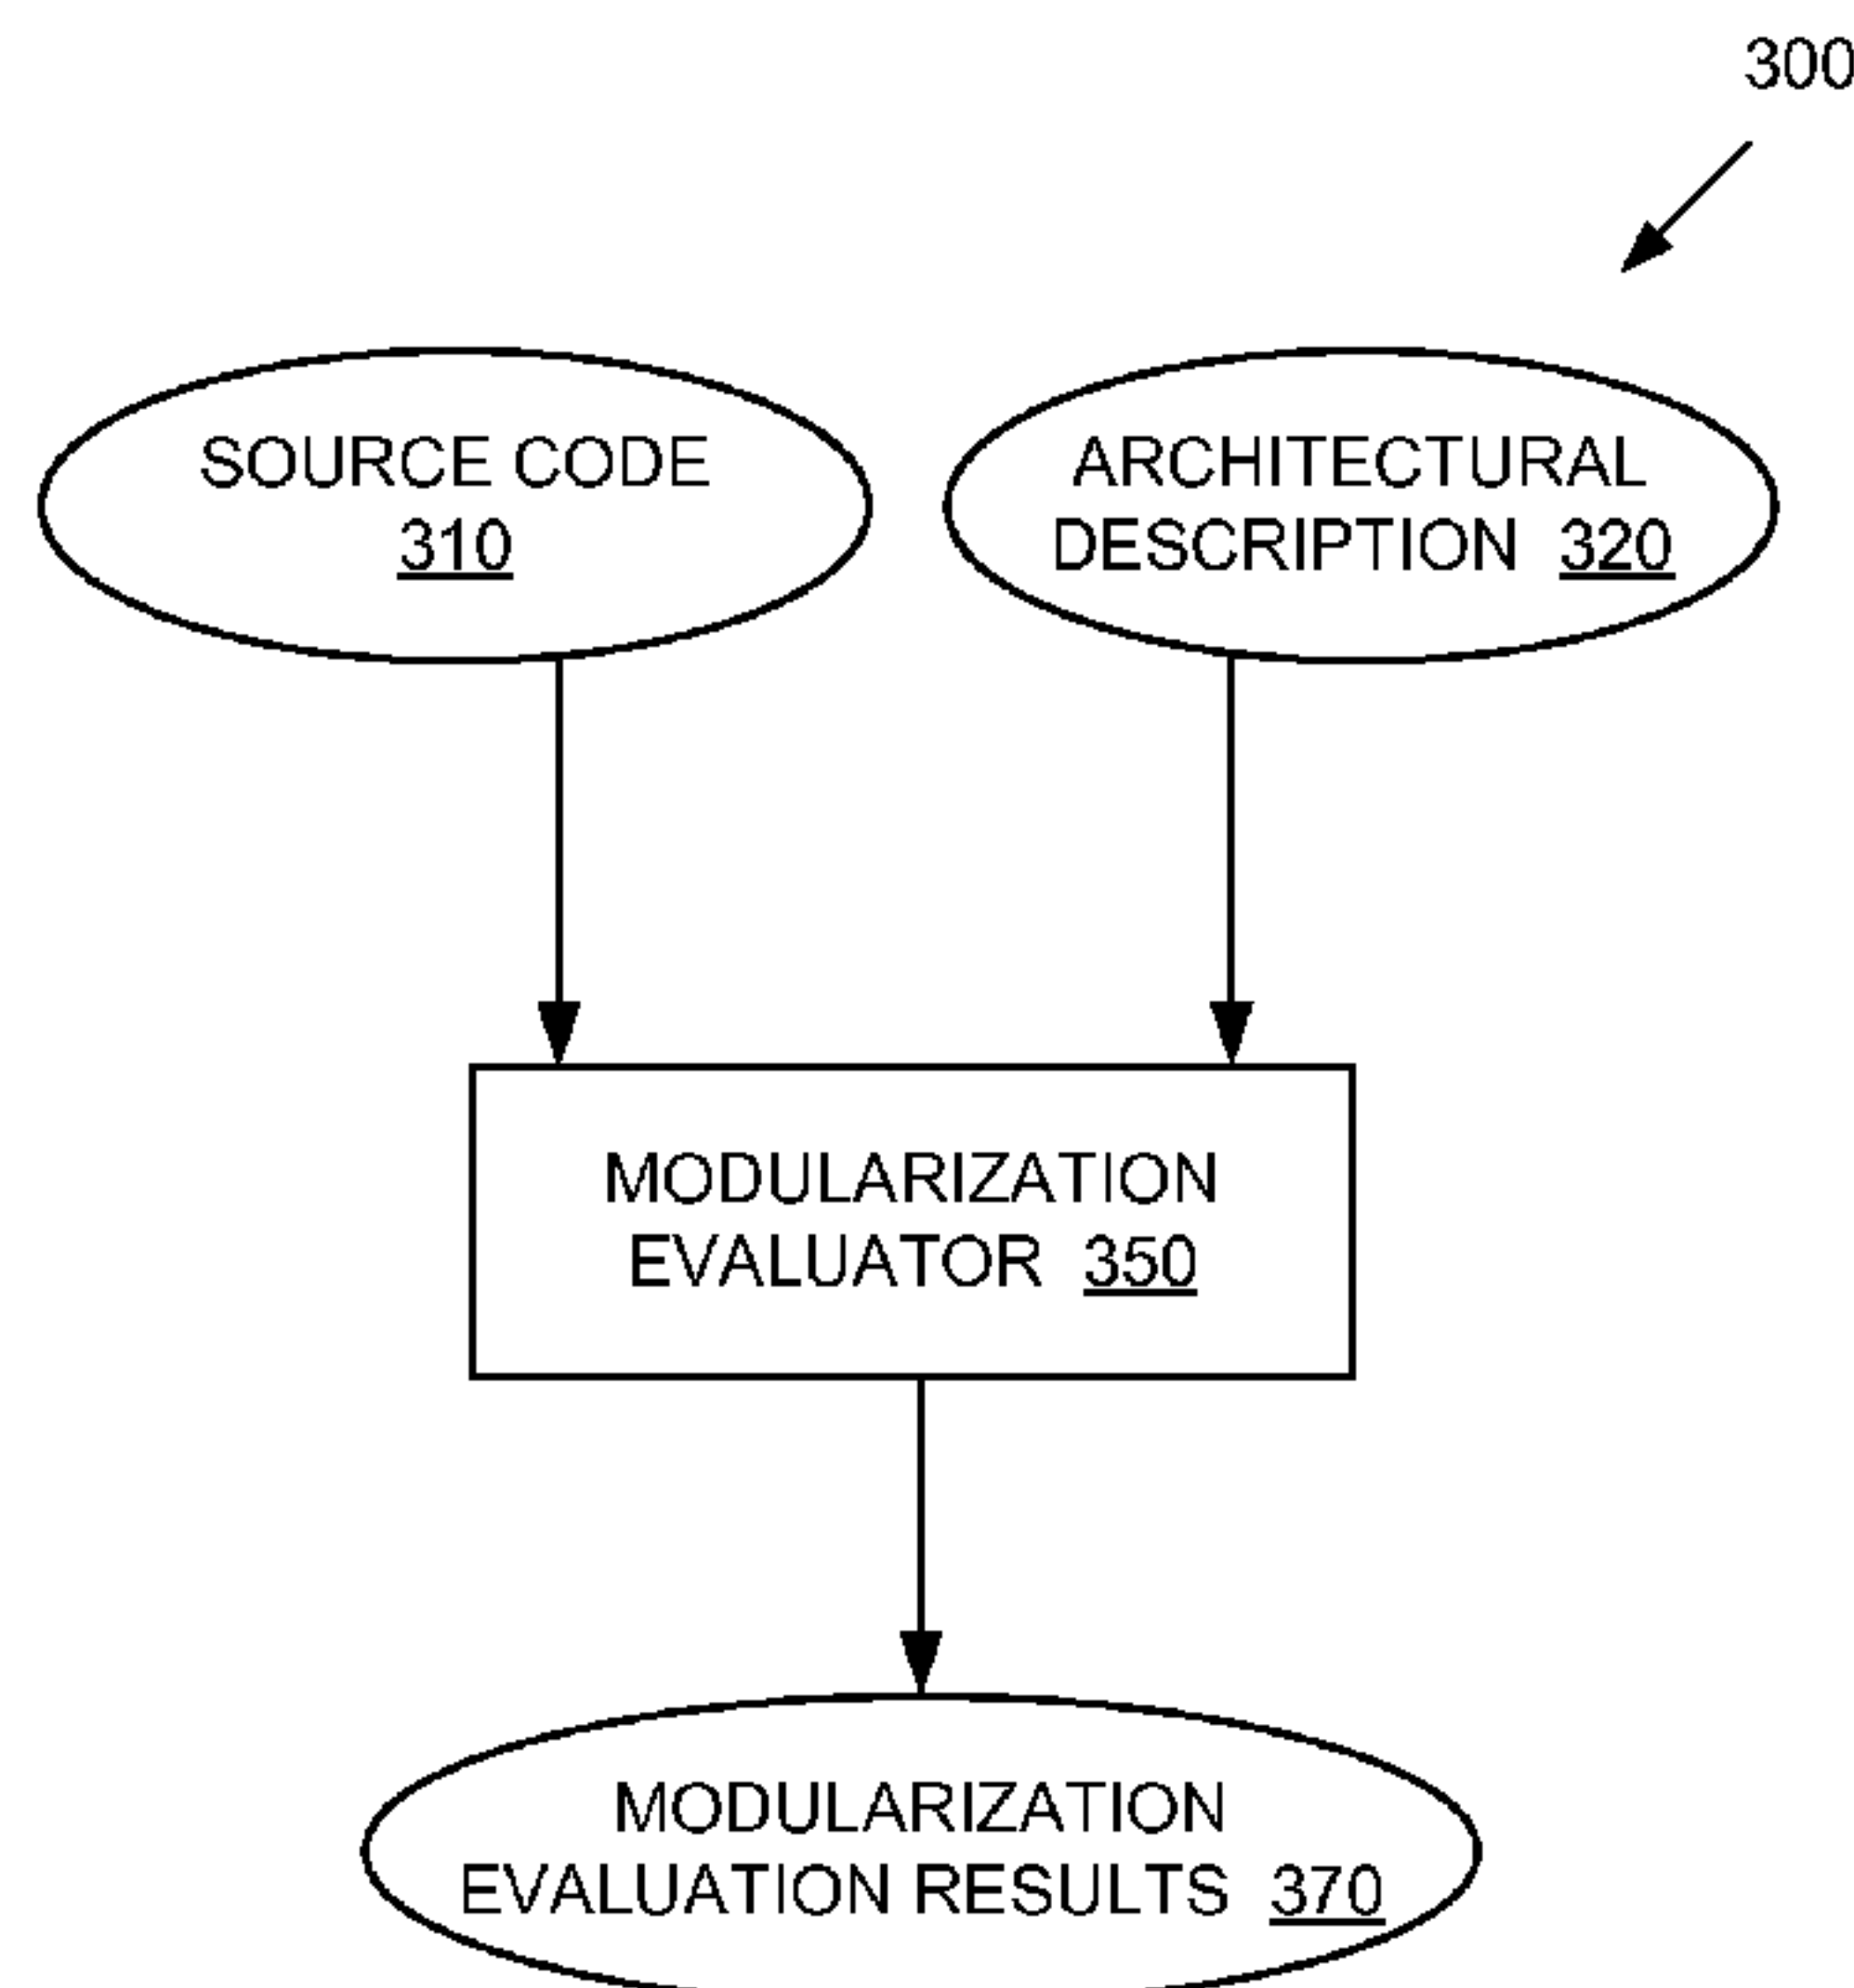 300
SOURCE CODE
310
ARCHITECTURAL
DESCRIPTION 320
MODULARIZATION
EVALUATOR 350
MODULARIZATION
EVALUATION RESULTS 370